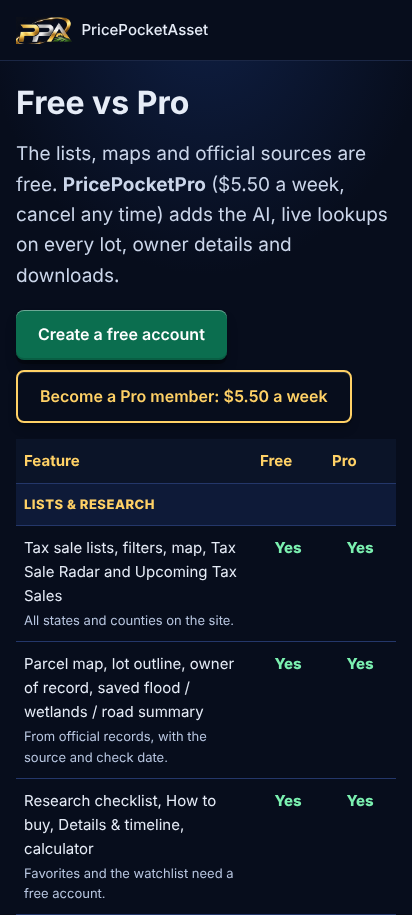 PPA PricePocketAsset
Free vs Pro
The lists, maps and official sources are
free. PricePocketPro ($5.50 a week,
cancel any time) adds the AI, live lookups
on every lot, owner details and
downloads.
Create a free account
Become a Pro member: $5.50 a week
Feature Free Pro
LISTS & RESEARCH
Tax sale lists, filters, map, Tax Yes Yes
Sale Radar and Upcoming Tax
Sales
All states and counties on the site.
Parcel map, lot outline, owner Yes Yes
of record, saved flood /
wetlands / road summary
From official records, with the
source and check date.
Research checklist, How to Yes Yes
buy, Details & timeline,
calculator
Favorites and the watchlist need a
free account.